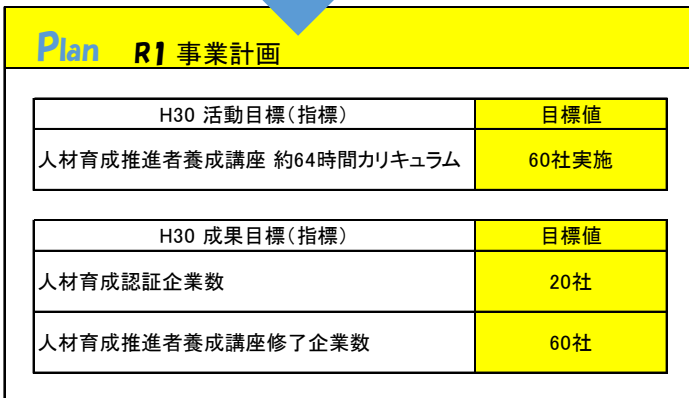 Plan R1 事業計画
H30 活動目標(指標) 目標値
人材育成推進者養成講座 約64時間カリキュラム 60社実施
H30 成果目標(指標) 目標値
人材育成認証企業数 20社
人材育成推進者養成講座修了企業数 60社